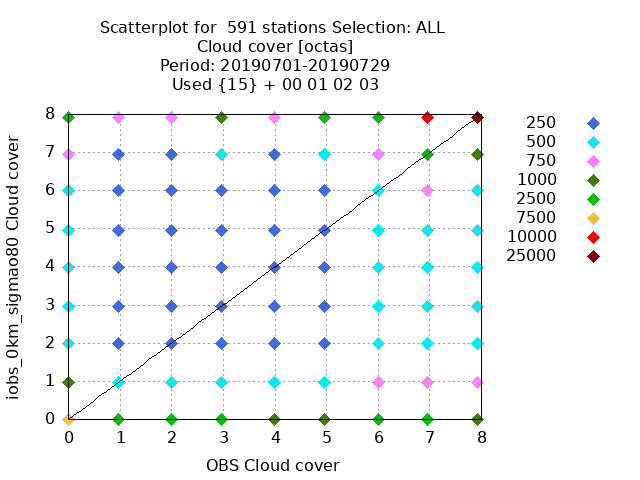 Scatterplot for  591 stations Selection: ALL
Cloud cover [octas]
Period: 20190701-20190729
Used {15} + 00 01 02 03
iobs_0km_sigmao80 Cloud cover
8
7
6
5
4
3
2
1
0
0 1 2 3 4 5 6 7 8
OBS Cloud cover
250
500
750
1000
2500
7500
10000
25000